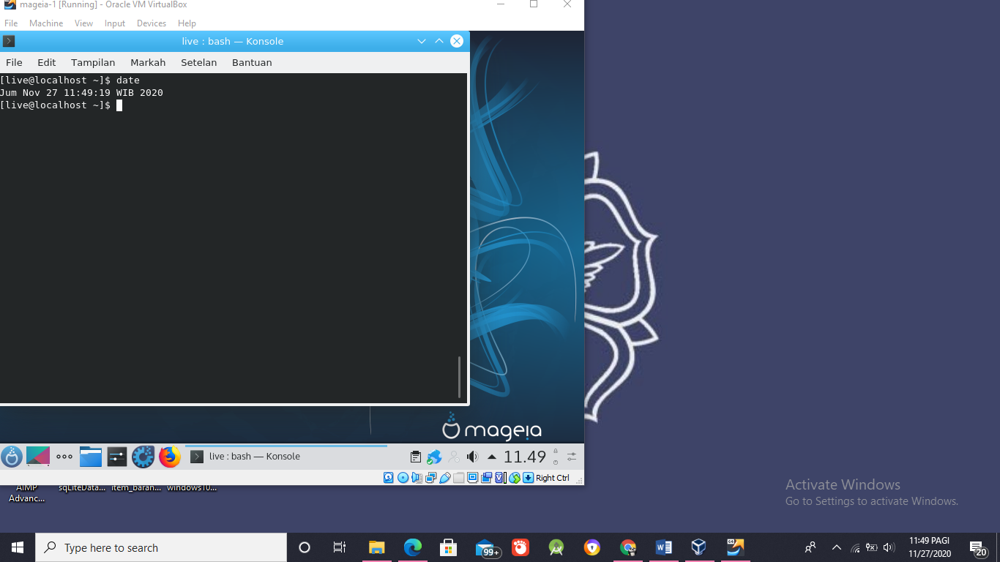 mageia-1 [Running] - Oracle VM VirtualBox
File Machine View Input Devices Help
live : bash — Konsole
File Edit Tampilan Markah Setelan Bantuan
[live@localhost ~]$ date
Jum Nov 27 11:49:19 WIB 2020
[live@localhost ~]$
mageia
live : bash — Konsole
11.49
Right Ctrl
AIMP
Advanc...
sqLiteData...
item_baran...
windows10...
Activate Windows
Go to Settings to activate Windows.
Type here to search
99+
64
11:49 PAGI
11/27/2020
20